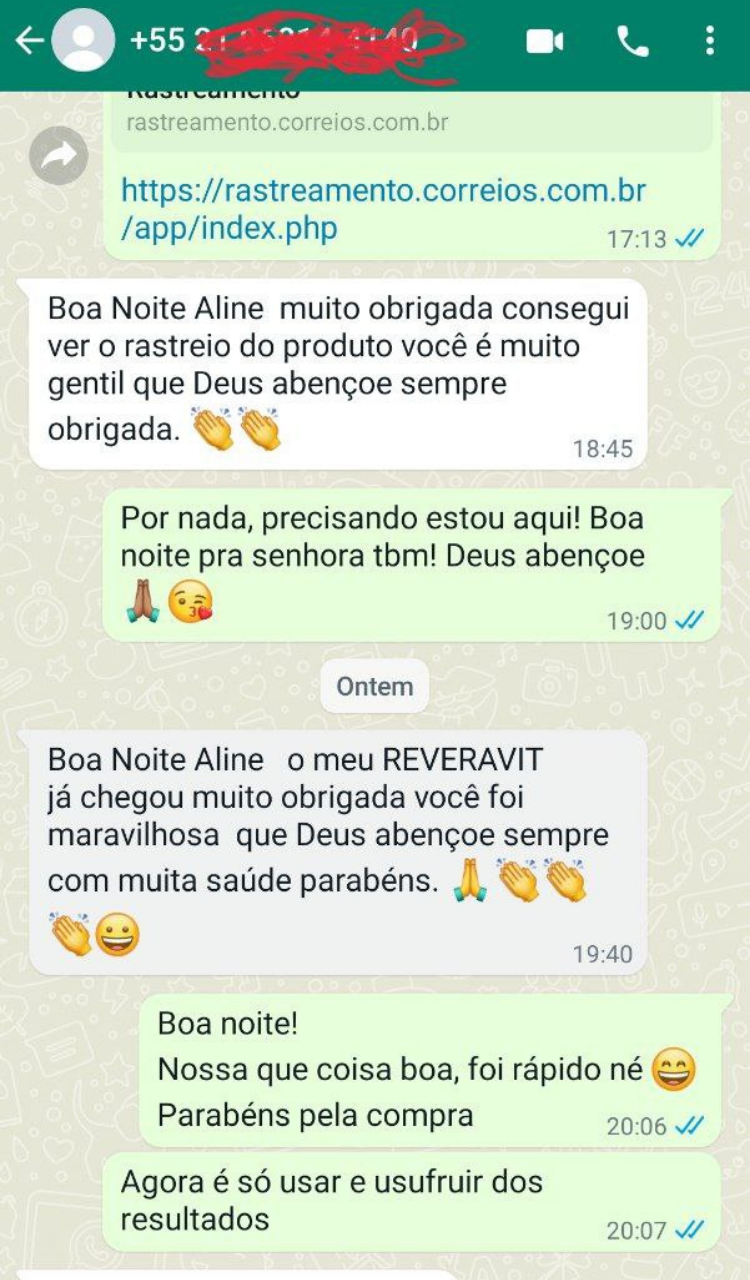 +55
Rastreamento
rastreamento.correios.com.br
https://rastreamento.correios.com.br
/app/index.php
17:13
Boa Noite Aline muito obrigada consegui
ver o rastreio do produto você é muito
gentil que Deus abençoe sempre
obrigada. 👏👏
18:45
Por nada, precisando estou aqui! Boa
noite pra senhora tbm! Deus abençoe
🙏🏾😘
19:00
Ontem
Boa Noite Aline o meu REVERAVIT
já chegou muito obrigada você foi
maravilhosa que Deus abençoe sempre
com muita saúde parabéns. 🙏👏👏
👏😀
19:40
Boa noite!
Nossa que coisa boa, foi rápido né 😄
Parabéns pela compra
20:06
Agora é só usar e usufruir dos
resultados
20:07